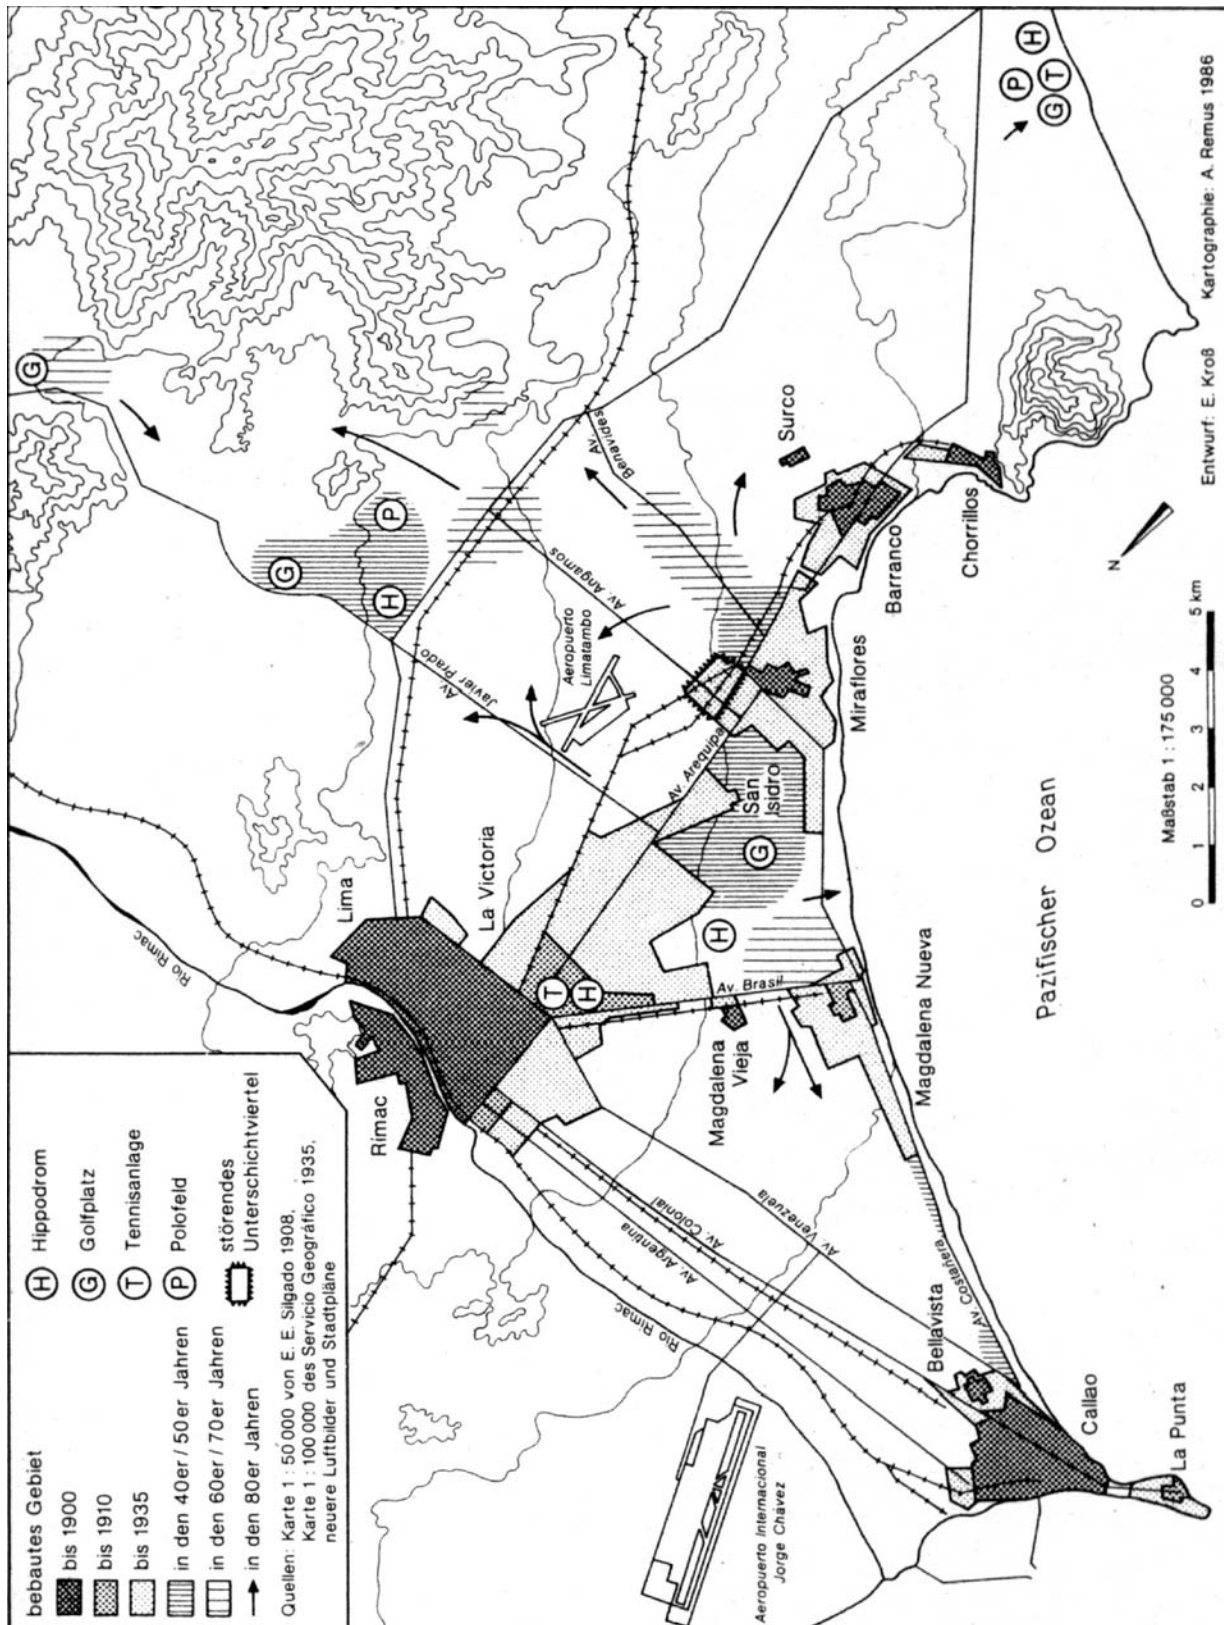 bebautes Gebiet
bis 1900
bis 1910
bis 1935
in den 40er / 50er Jahren
in den 60er / 70er Jahren
in den 80er Jahren
H Hippodrom
G Golfplatz
T Tennisanlage
P Polofeld
störendes
Unterschichtviertel
Quellen: Karte 1 : 50 000 von E. E. Silgado 1908,
Karte 1 : 100 000 des Servicio Geográfico 1935,
neuere Luftbilder und Stadtpläne
Rio Rimac
Lima
Rímac
La Victoria
T
H
H
G
San
Isidro
Av. Arequipa
Av. Brasil
Magdalena
Vieja
Magdalena Nueva
Av.
Javier Prado
Aeropuerto
Limatambo
Av. Angamos
Av.
Benavides
G
H
P
G
H
P
T
G
Surco
Barranco
Chorrillos
Miraflores
N
Av. Colonial
Av. Argentina
Av. Venezuela
Rio Rimac
Av. Costañera
Bellavista
Callao
La Punta
Aeropuerto Internacional
Jorge Chávez
Pazifischer Ozean
0 1 2 3 4 5 km
Maßstab 1 : 175 000
Entwurf: E. Kroß Kartographie: A. Remus 1986